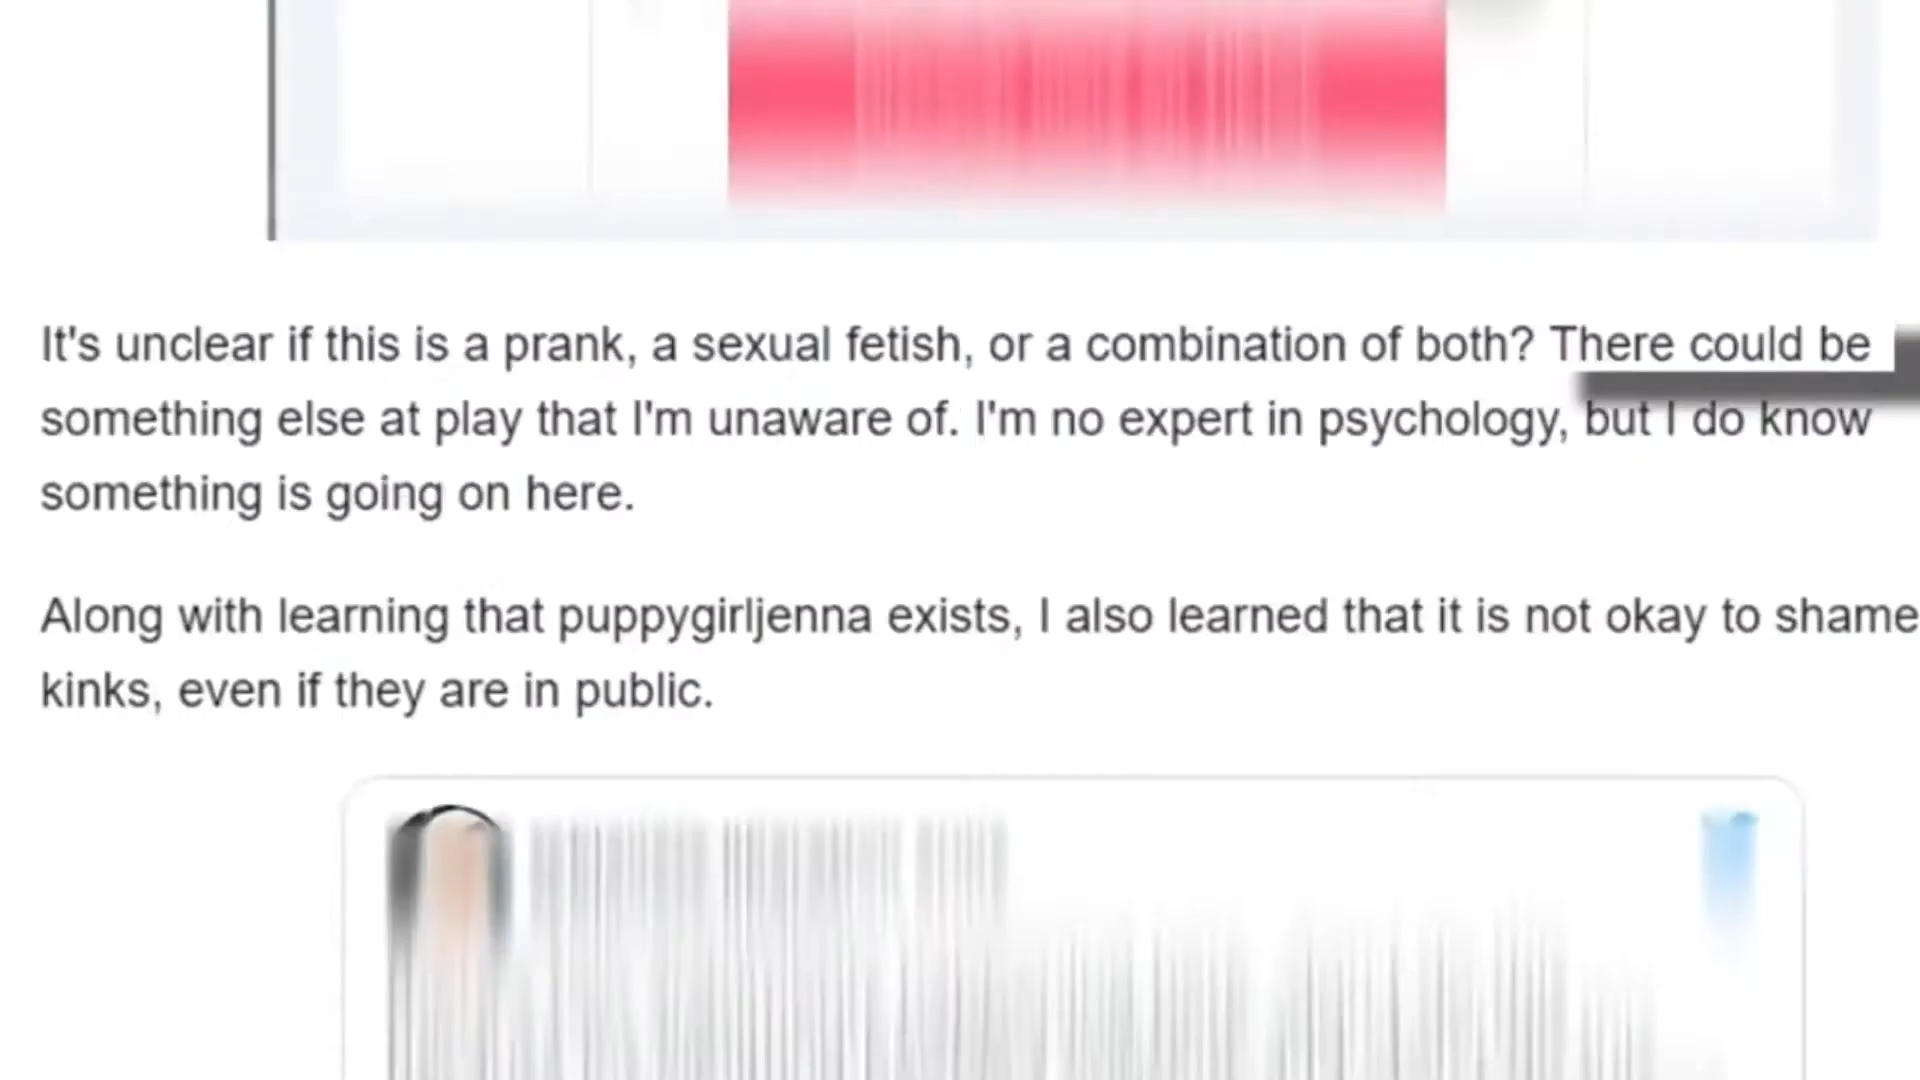 It's unclear if this is a prank, a sexual fetish, or a combination of both? There could be
something else at play that I'm unaware of. I'm no expert in psychology, but I do know
something is going on here.
Along with learning that puppygirljenna exists, I also learned that it is not okay to shame
kinks, even if they are in public.